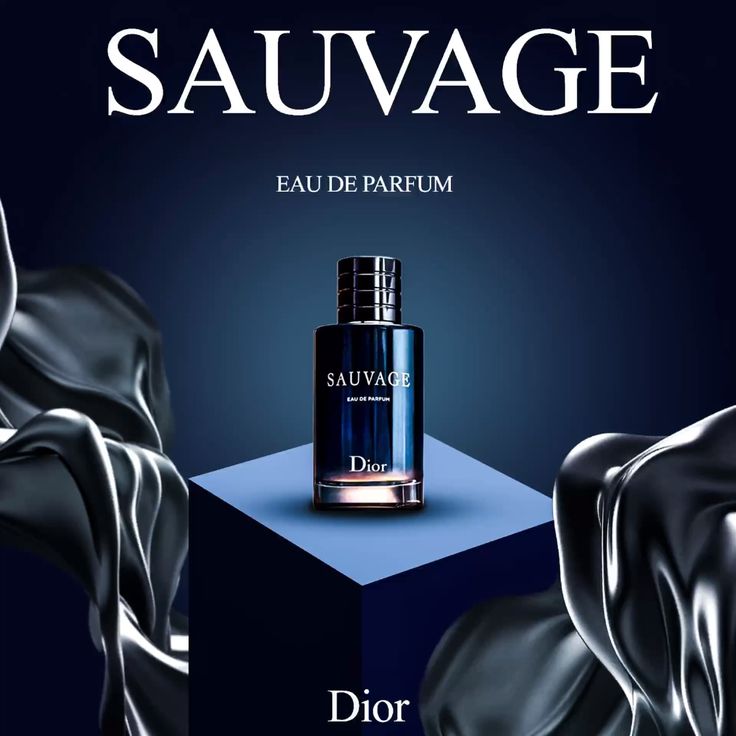 SAUVAGE
EAU DE PARFUM
SAUVAGE
EAU DE PARFUM
Dior
Dior